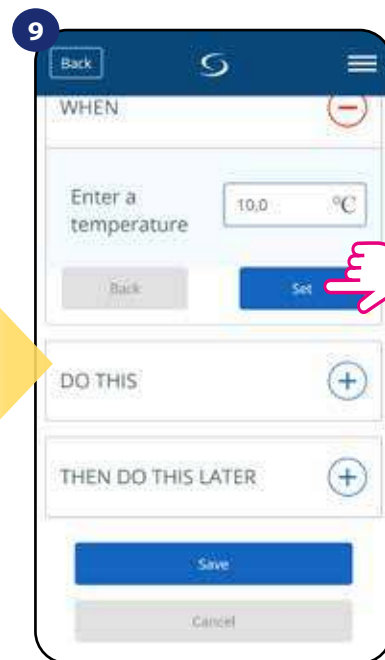 9
Back
WHEN
Enter a
temperature
10,0 °C
Back
Set
DO THIS
THEN DO THIS LATER
Save
Cancel